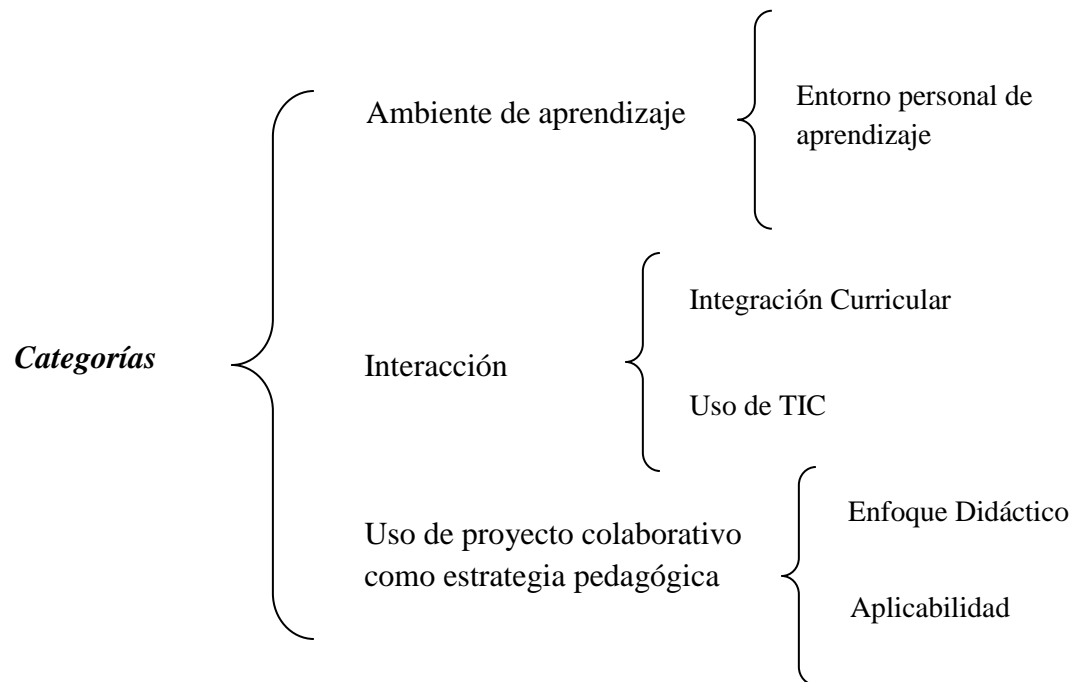 Categorías
Ambiente de aprendizaje
Entorno personal de
aprendizaje
Interacción
Integración Curricular
Uso de TIC
Uso de proyecto colaborativo
como estrategia pedagógica
Enfoque Didáctico
Aplicabilidad